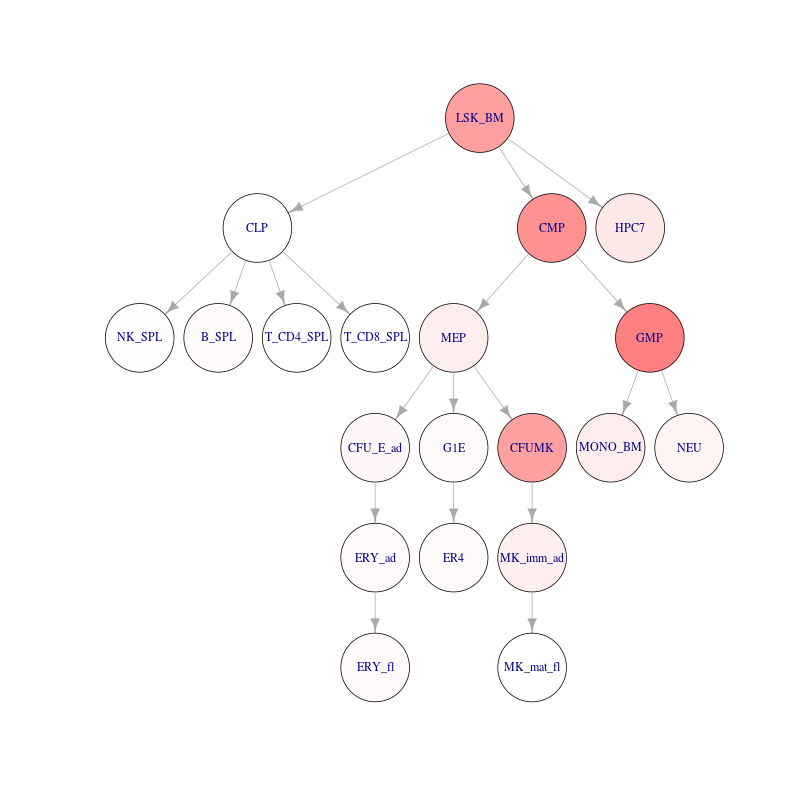 LSK_BM
CLP
CMP
HPC7
NK_SPL
B_SPL
T_CD4_SPL
T_CD8_SPL
MEP
GMP
CFU_E_ad
G1E
CFUMK
MONO_BM
NEU
ERY_ad
ER4
MK_imm_ad
ERY_fl
MK_mat_fl